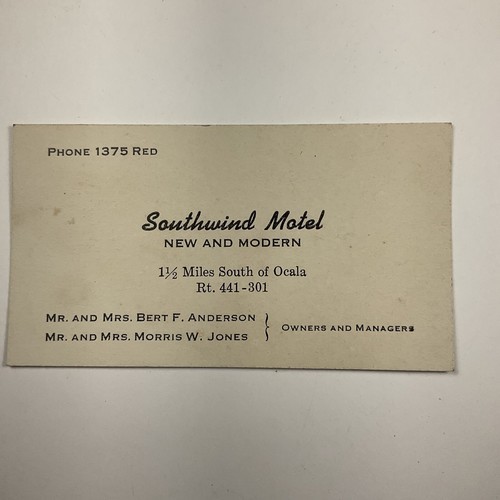 Phone 1375 Red
Southwind Motel
NEW AND MODERN
1½ Miles South of Ocala
Rt. 441-301
Mr. and Mrs. Bert F. Anderson
Mr. and Mrs. Morris W. Jones
} Owners and Managers